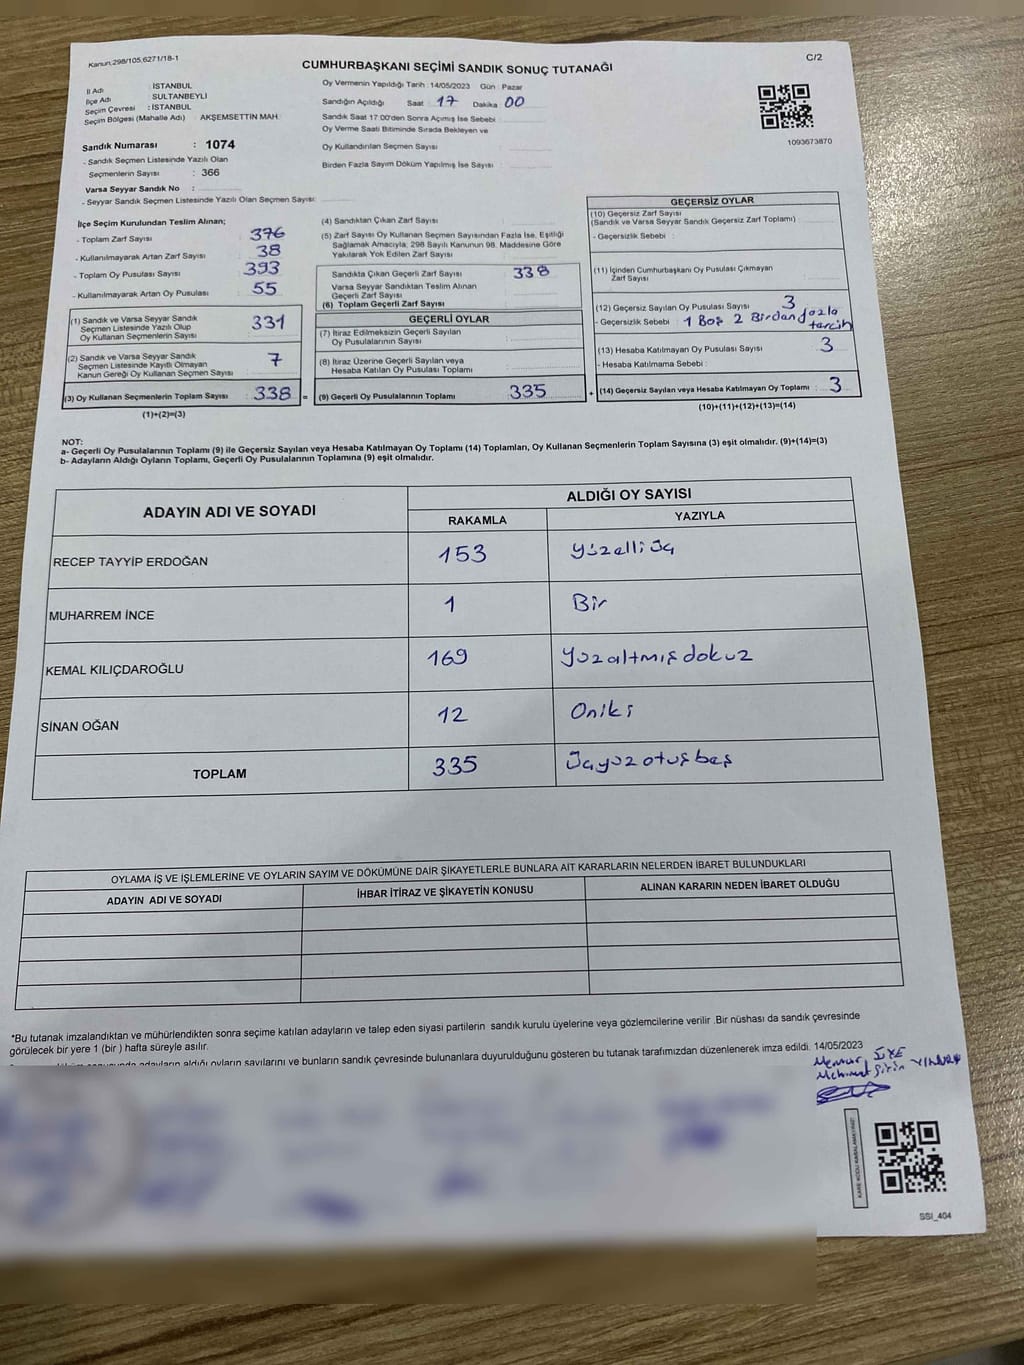 Kanun:298/105,6271/18-1
C/2
CUMHURBAŞKANI SEÇİMİ SANDIK SONUÇ TUTANAĞI
İl Adı : İSTANBUL
İlçe Adı : SULTANBEYLİ
Seçim Çevresi : İSTANBUL
Seçim Bölgesi (Mahalle Adı) AKŞEMSETTİN MAH.
Sandık Numarası : 1074
- Sandık Seçmen Listesinde Yazılı Olan
Seçmenlerin Sayısı : 366
Varsa Seyyar Sandık No :
- Seyyar Sandık Seçmen Listesinde Yazılı Olan Seçmen Sayısı:
Oy Vermenin Yapıldığı Tarih : 14/05/2023 Gün : Pazar
Sandığın Açıldığı Saat 17 Dakika 00
Sandık Saat 17:00'den Sonra Açımış İse Sebebi
Oy Verme Saati Bitiminde Sırada Bekleyen ve
Oy Kullandırılan Seçmen Sayısı :
Birden Fazla Sayım Döküm Yapılmış İse Sayısı :
1093673870
İlçe Seçim Kurulundan Teslim Alınan;
- Toplam Zarf Sayısı 376
- Kullanılmayarak Artan Zarf Sayısı 38
- Toplam Oy Pusulası Sayısı 393
- Kullanılmayarak Artan Oy Pusulası 55
(1) Sandık ve Varsa Seyyar Sandık
Seçmen Listesinde Yazılı Olup
Oy Kullanan Seçmenlerin Sayısı 331
(2) Sandık ve Varsa Seyyar Sandık
Seçmen Listesinde Kayıtlı Olmayan
Kanun Gereği Oy Kullanan Seçmen Sayısı 7
(3) Oy Kullanan Seçmenlerin Toplam Sayısı 338 =
(1)+(2)=(3)
(4) Sandıktan Çıkan Zarf Sayısı :
(5) Zarf Sayısı Oy Kullanan Seçmen Sayısından Fazla İse, Eşitliği
Sağlamak Amacıyla, 298 Sayılı Kanunun 98. Maddesine Göre
Yakılarak Yok Edilen Zarf Sayısı :
Sandıkta Çıkan Geçerli Zarf Sayısı : 338
Varsa Seyyar Sandıktan Teslim Alınan
Geçerli Zarf Sayısı :
(6) Toplam Geçerli Zarf Sayısı :
GEÇERLİ OYLAR
(7) İtiraz Edilmeksizin Geçerli Sayılan
Oy Pusulalarının Sayısı :
(8) İtiraz Üzerine Geçerli Sayılan veya
Hesaba Katılan Oy Pusulası Toplamı :
(9) Geçerli Oy Pusulalarının Toplamı : 335 +
GEÇERSİZ OYLAR
(10) Geçersiz Zarf Sayısı
(Sandık ve Varsa Seyyar Sandık Geçersiz Zarf Toplamı) :
- Geçersizlik Sebebi :
(11) İçinden Cumhurbaşkanı Oy Pusulası Çıkmayan
Zarf Sayısı :
(12) Geçersiz Sayılan Oy Pusulası Sayısı : 3
- Geçersizlik Sebebi : 1 Boş 2 Birdan fazla
tarcih
(13) Hesaba Katılmayan Oy Pusulası Sayısı : 3
- Hesaba Katılmama Sebebi :
(14) Geçersiz Sayılan veya Hesaba Katılmayan Oy Toplamı : 3
(10)+(11)+(12)+(13)=(14)
NOT:
a- Geçerli Oy Pusulalarının Toplamı (9) ile Geçersiz Sayılan veya Hesaba Katılmayan Oy Toplamı (14) Toplamları, Oy Kullanan Seçmenlerin Toplam Sayısına (3) eşit olmalıdır. (9)+(14)=(3)
b- Adayların Aldığı Oyların Toplamı, Geçerli Oy Pusulalarının Toplamına (9) eşit olmalıdır.
ADAYIN ADI VE SOYADI
ALDIĞI OY SAYISI
RAKAMLA YAZIYLA
RECEP TAYYİP ERDOĞAN 153 Yüzelli üç
MUHARREM İNCE 1 Bir
KEMAL KILIÇDAROĞLU 169 Yüzaltmışdokuz
SİNAN OĞAN 12 Oniki
TOPLAM 335 Üçyüzotuzbeş
OYLAMA İŞ VE İŞLEMLERİNE VE OYLARIN SAYIM VE DÖKÜMÜNE DAİR ŞİKAYETLERLE BUNLARA AİT KARARLARIN NELERDEN İBARET BULUNDUKLARI
ADAYIN ADI VE SOYADI İHBAR İTİRAZ VE ŞİKAYETİN KONUSU ALINAN KARARIN NEDEN İBARET OLDUĞU
*Bu tutanak imzalandıktan ve mühürlendikten sonra seçime katılan adayların ve talep eden siyasi partilerin sandık kurulu üyelerine veya gözlemcilerine verilir .Bir nüshası da sandık çevresinde
görülecek bir yere 1 (bir ) hafta süreyle asılır.
adayların aldığı oyların sayılarını ve bunların sandık çevresinde bulunanlara duyurulduğunu gösteren bu tutanak tarafımızdan düzenlenerek imza edildi. 14/05/2023
Memur ÜYE
Mehmet Şirin
SSI_404